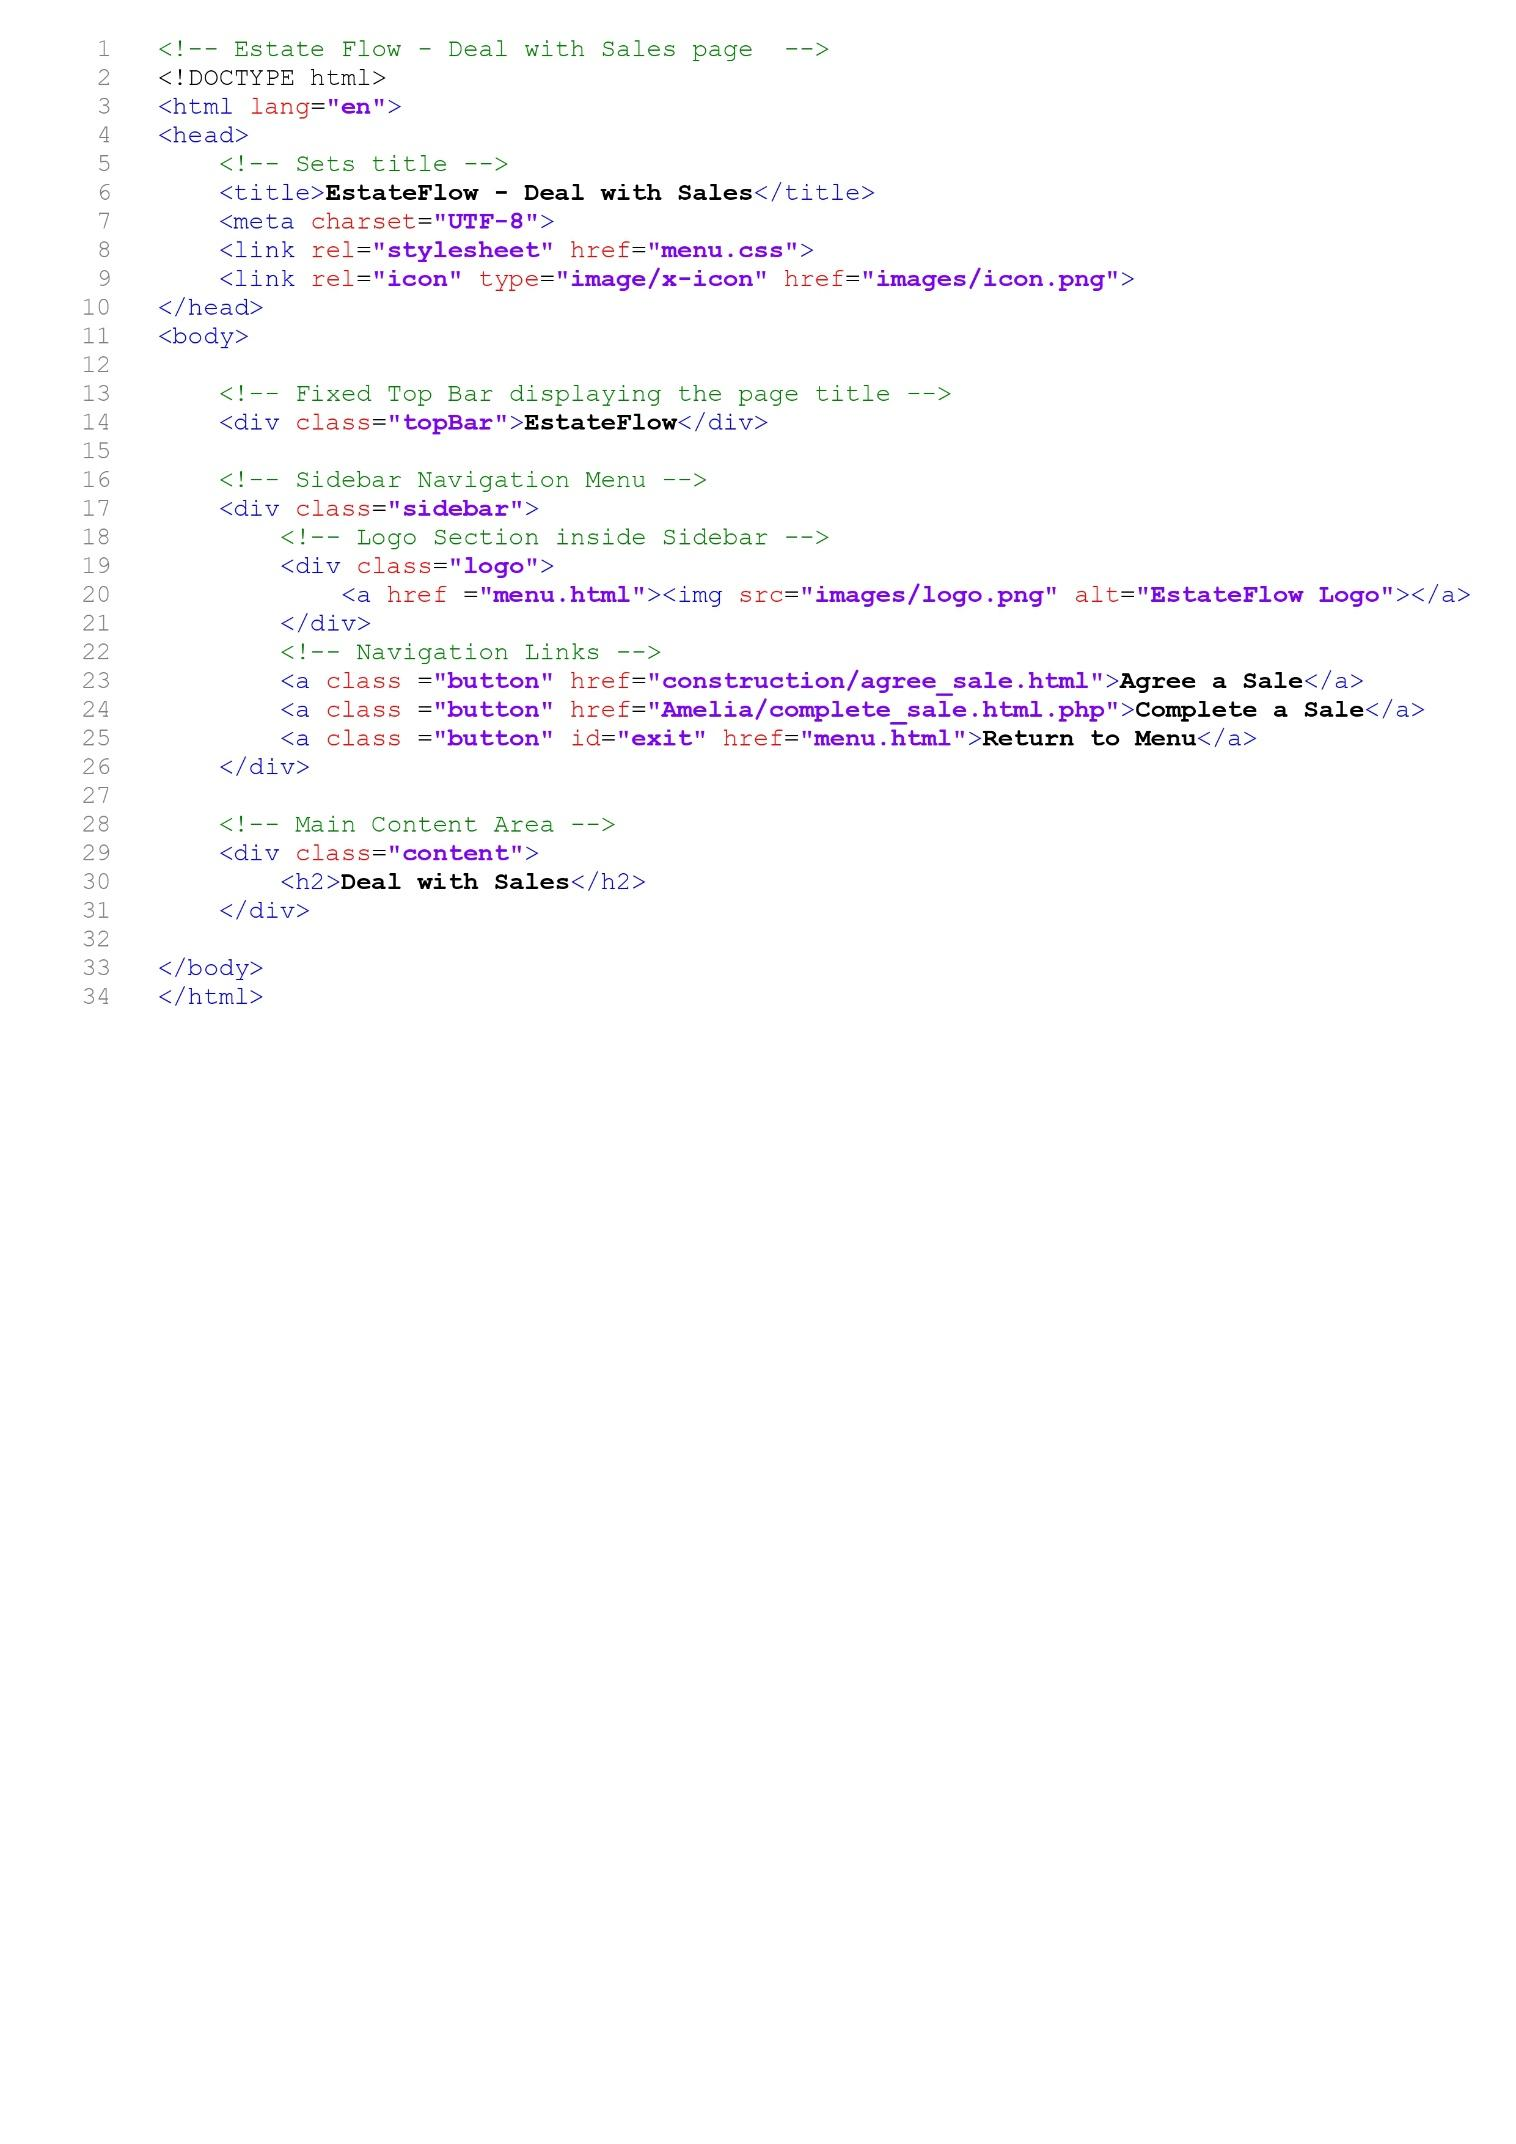 1 <!-- Estate Flow - Deal with Sales page  -->
2 <!DOCTYPE html>
3 <html lang="en">
4 <head>
5     <!-- Sets title -->
6     <title>EstateFlow - Deal with Sales</title>
7     <meta charset="UTF-8">
8     <link rel="stylesheet" href="menu.css">
9     <link rel="icon" type="image/x-icon" href="images/icon.png">
10 </head>
11 <body>
12
13     <!-- Fixed Top Bar displaying the page title -->
14     <div class="topBar">EstateFlow</div>
15
16     <!-- Sidebar Navigation Menu -->
17     <div class="sidebar">
18         <!-- Logo Section inside Sidebar -->
19         <div class="logo">
20             <a href ="menu.html"><img src="images/logo.png" alt="EstateFlow Logo"></a>
21         </div>
22         <!-- Navigation Links -->
23         <a class ="button" href="construction/agree_sale.html">Agree a Sale</a>
24         <a class ="button" href="Amelia/complete_sale.html.php">Complete a Sale</a>
25         <a class ="button" id="exit" href="menu.html">Return to Menu</a>
26     </div>
27
28     <!-- Main Content Area -->
29     <div class="content">
30         <h2>Deal with Sales</h2>
31     </div>
32
33 </body>
34 </html>